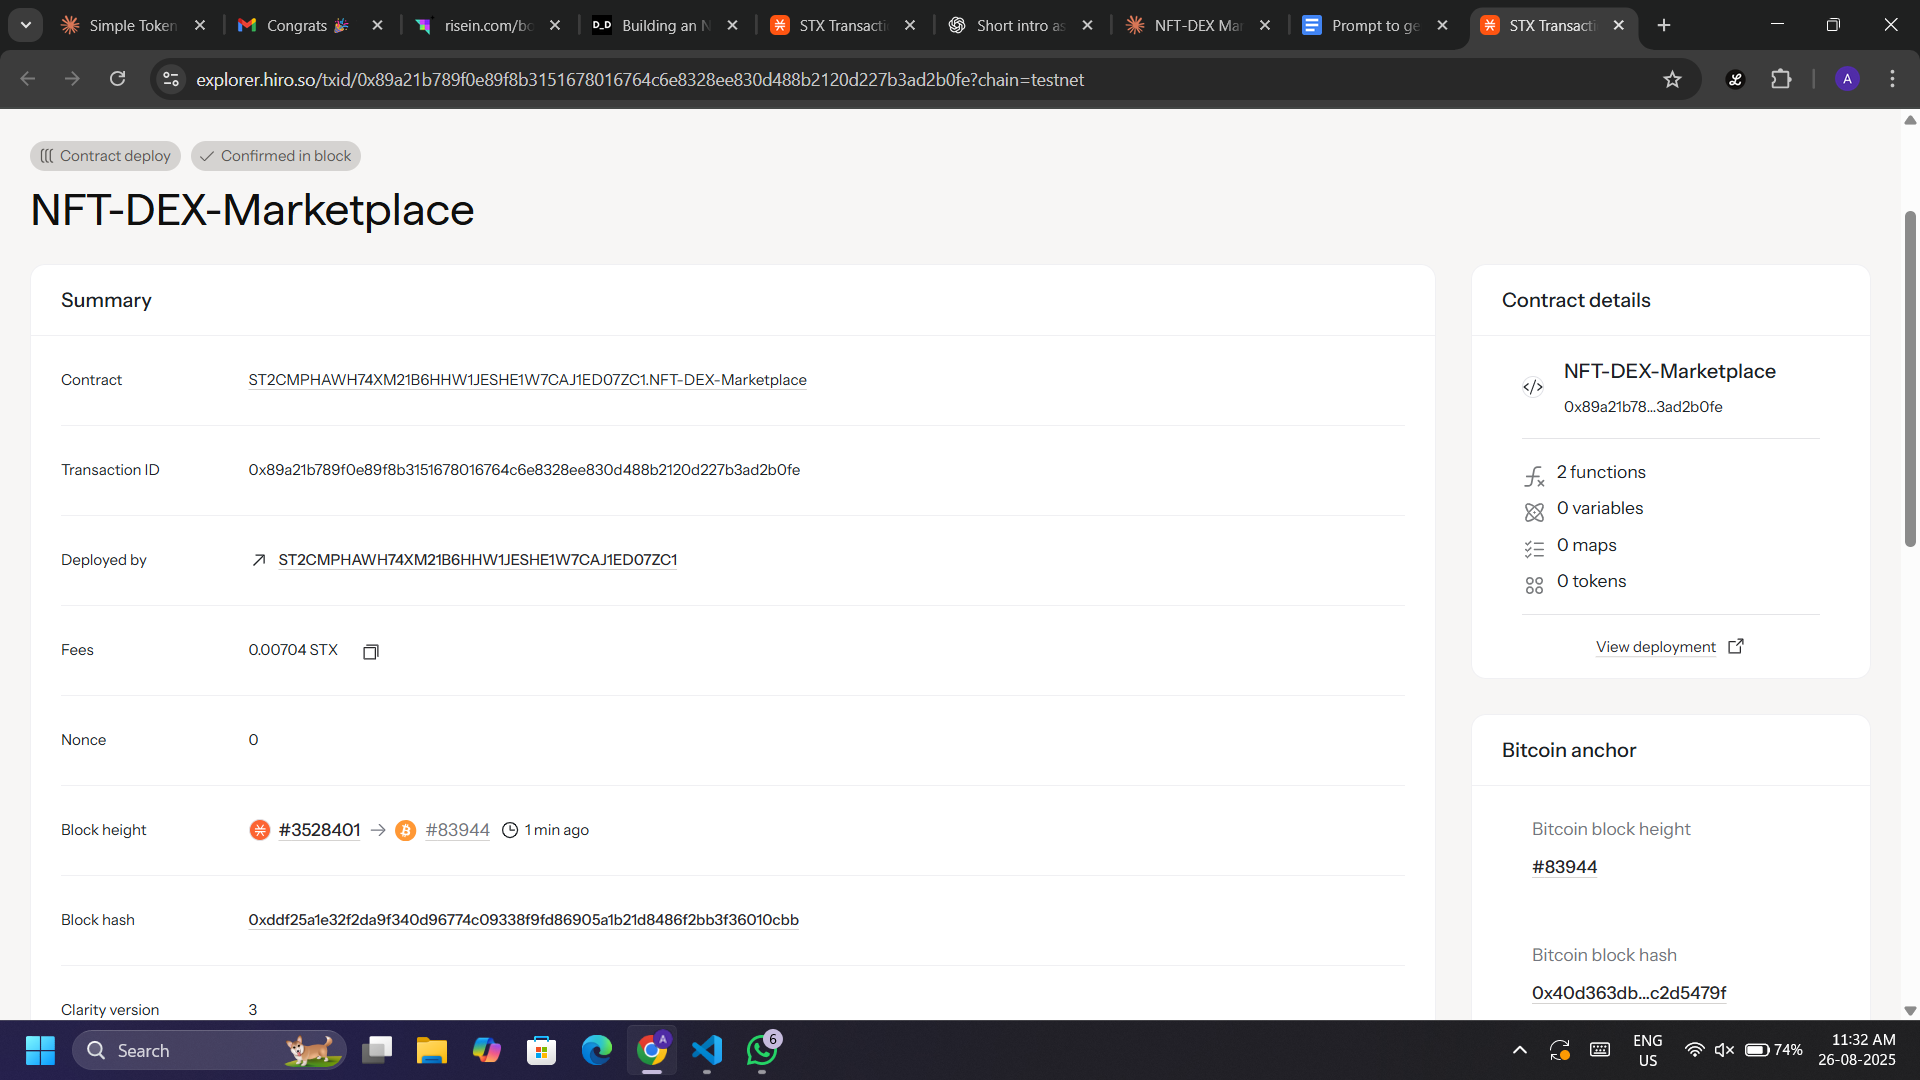 Simple Token
Congrats 🎉
risein.com/bo
D_D
Building an N
STX Transacti
Short intro as
NFT-DEX Mar
Prompt to ge
STX Transacti
explorer.hiro.so/txid/0x89a21b789f0e89f8b3151678016764c6e8328ee830d488b2120d227b3ad2b0fe?chain=testnet
A
Contract deploy
Confirmed in block
NFT-DEX-Marketplace
Summary
Contract
ST2CMPHAWH74XM21B6HHW1JESHE1W7CAJ1ED07ZC1.NFT-DEX-Marketplace
Transaction ID
0x89a21b789f0e89f8b3151678016764c6e8328ee830d488b2120d227b3ad2b0fe
Deployed by
ST2CMPHAWH74XM21B6HHW1JESHE1W7CAJ1ED07ZC1
Fees
0.00704 STX
Nonce
0
Block height
#3528401
#83944
1 min ago
Block hash
0xddf25a1e32f2da9f340d96774c09338f9fd86905a1b21d8486f2bb3f36010cbb
Clarity version
3
Contract details
NFT-DEX-Marketplace
0x89a21b78...3ad2b0fe
2 functions
0 variables
0 maps
0 tokens
View deployment
Bitcoin anchor
Bitcoin block height
#83944
Bitcoin block hash
0x40d363db...c2d5479f
Search
A
6
ENG
US
74%
11:32 AM
26-08-2025